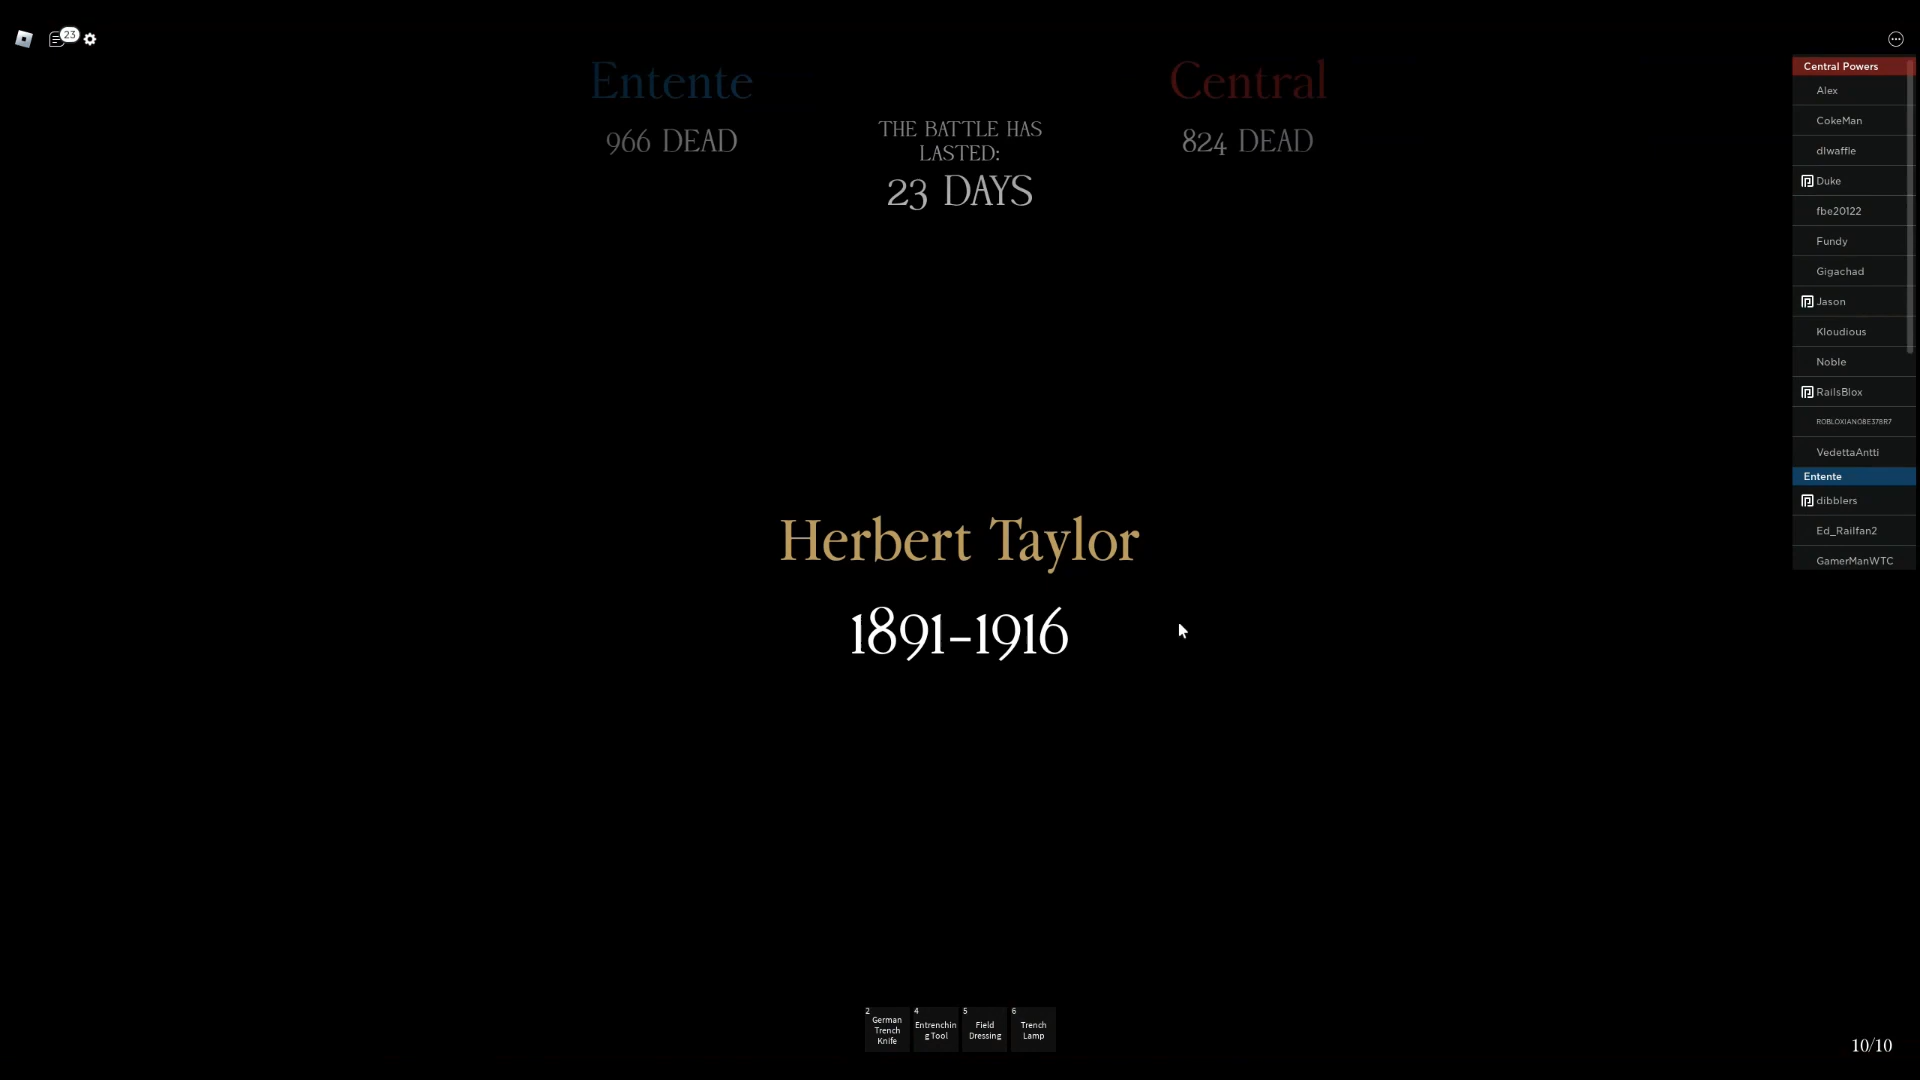 23
Entente
Central
966 DEAD
824 DEAD
THE BATTLE HAS
LASTED:
23 DAYS
Central Powers
Alex
CokeMan
dlwaffle
Duke
fbe20122
Fundy
Gigachad
Jason
Kloudious
Noble
RailsBlox
VedettaAntti
Entente
dibblers
Ed_Railfan2
GamerManWTC
Herbert Taylor
1891-1916
2
German
Trench
Knife
4
Entrenchin
g Tool
5
Field
Dressing
6
Trench
Lamp
10/10